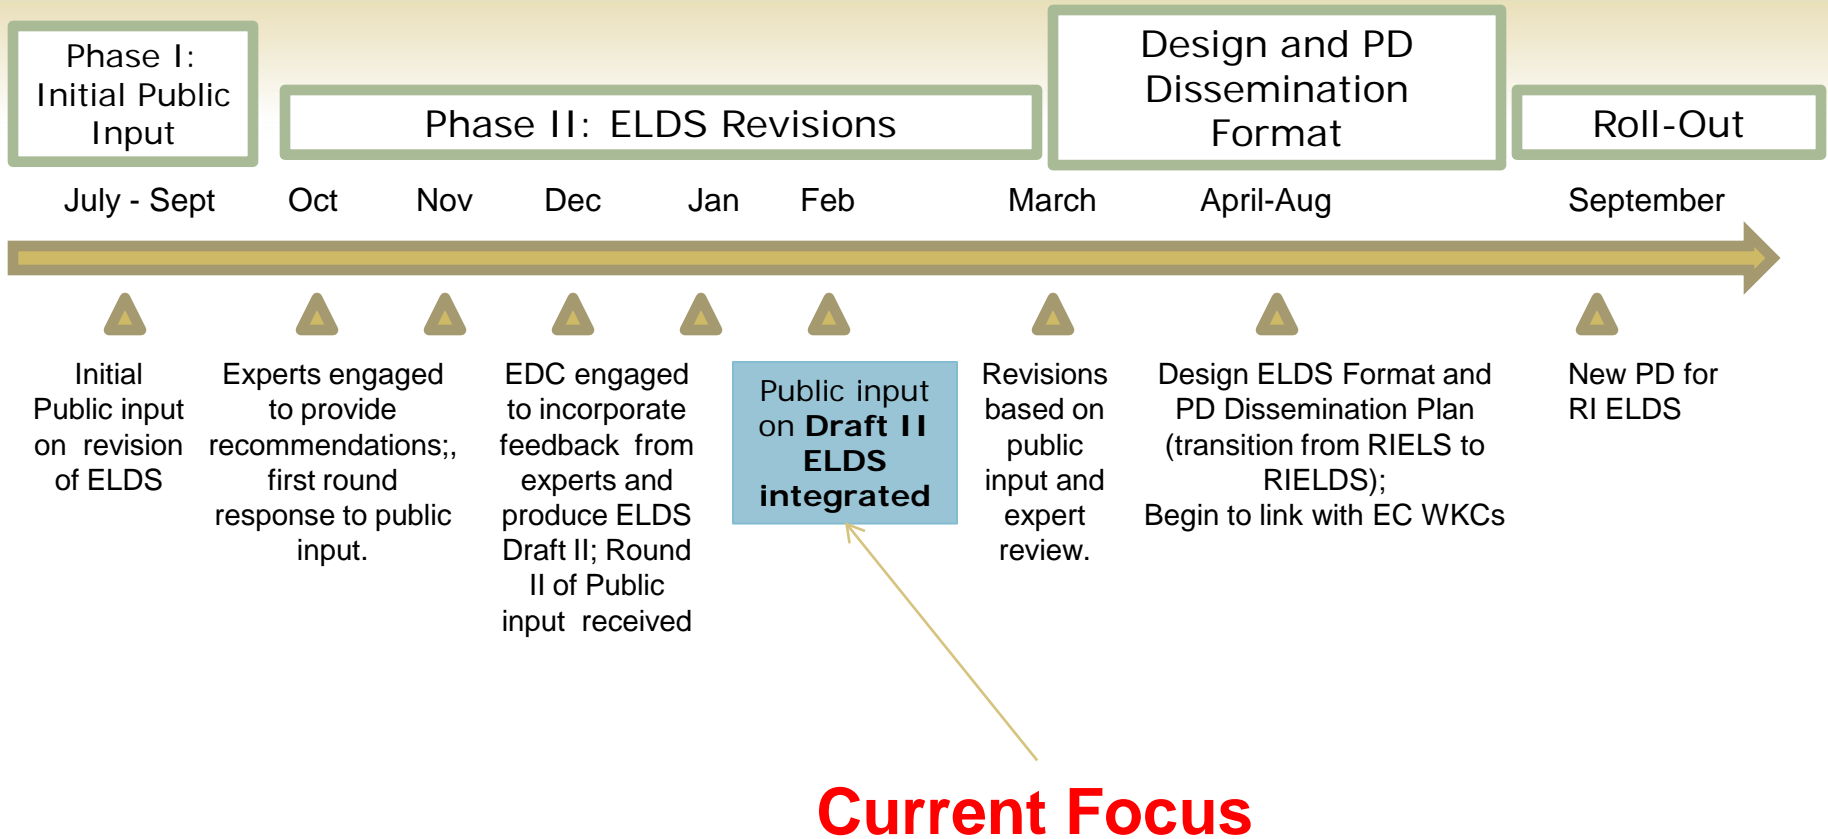 Phase I:
Initial Public
Input
Phase II: ELDS Revisions
Design and PD
Dissemination
Format
Roll-Out
July - Sept
Oct
Nov
Dec
Jan
Feb
March
April-Aug
September
Initial
Public input
on revision
of ELDS
Experts engaged
to provide
recommendations;,
first round
response to public
input.
EDC engaged
to incorporate
feedback from
experts and
produce ELDS
Draft II; Round
II of Public
input received
Public input
on Draft II
ELDS
integrated
Revisions
based on
public
input and
expert
review.
Design ELDS Format and
PD Dissemination Plan
(transition from RIELS to
RIELDS);
Begin to link with EC WKCs
New PD for
RI ELDS
Current Focus